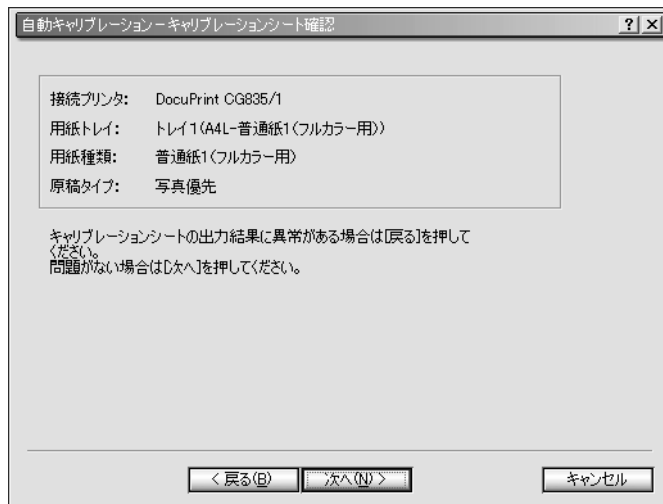 自動キャリブレーション－キャリブレーションシート確認
? ×
接続プリンタ: DocuPrint CG835/1
用紙トレイ: トレイ1(A4L-普通紙1(フルカラー用))
用紙種類: 普通紙1(フルカラー用)
原稿タイプ: 写真優先
キャリブレーションシートの出力結果に異常がある場合は[戻る]を押して
ください。
問題がない場合は[次へ]を押してください。
< 戻る(B) 次へ(N) > キャンセル